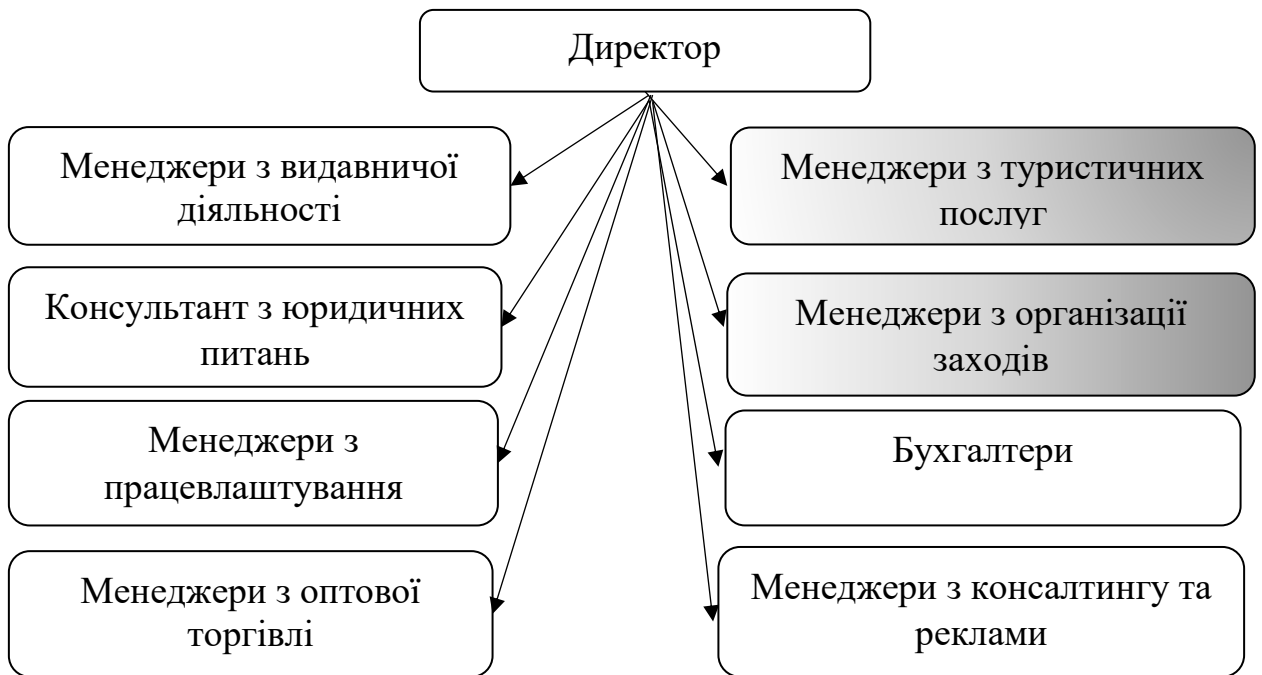 Директор
Менеджери з видавничої
діяльності
Менеджери з туристичних
послуг
Консультант з юридичних
питань
Менеджери з організації
заходів
Менеджери з
працевлаштування
Бухгалтери
Менеджери з оптової
торгівлі
Менеджери з консалтингу та
реклами